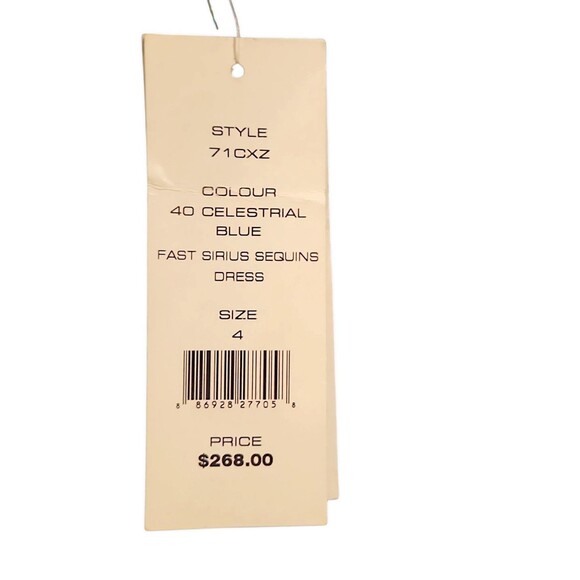 STYLE
71CXZ
COLOUR
40 CELESTRIAL
BLUE
FAST SIRIUS SEQUINS
DRESS
SIZE
4
8 86928 27705 8
PRICE
$268.00